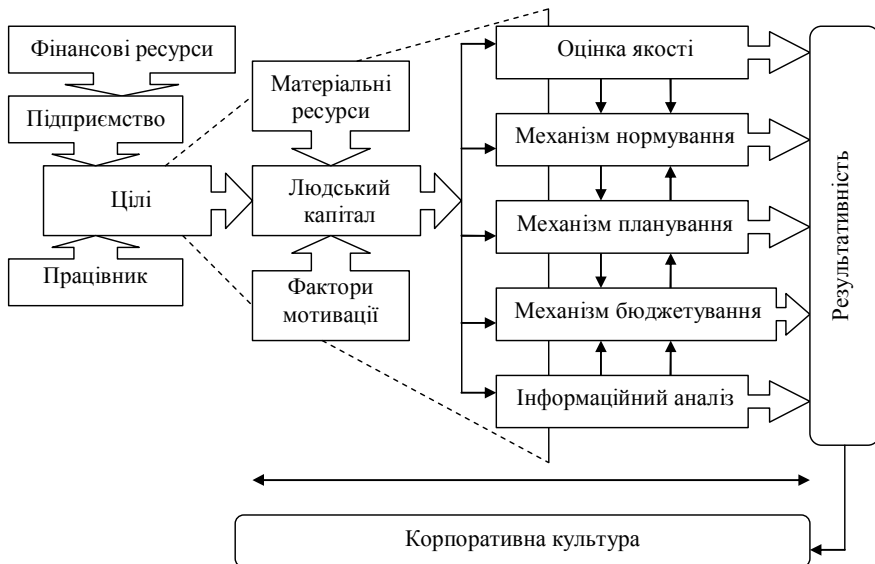 Фінансові ресурси
Підприємство
Цілі
Працівник
Матеріальні
ресурси
Людський
капітал
Фактори
мотивації
Оцінка якості
Механізм нормування
Механізм планування
Механізм бюджетування
Інформаційний аналіз
Результативність
Корпоративна культура